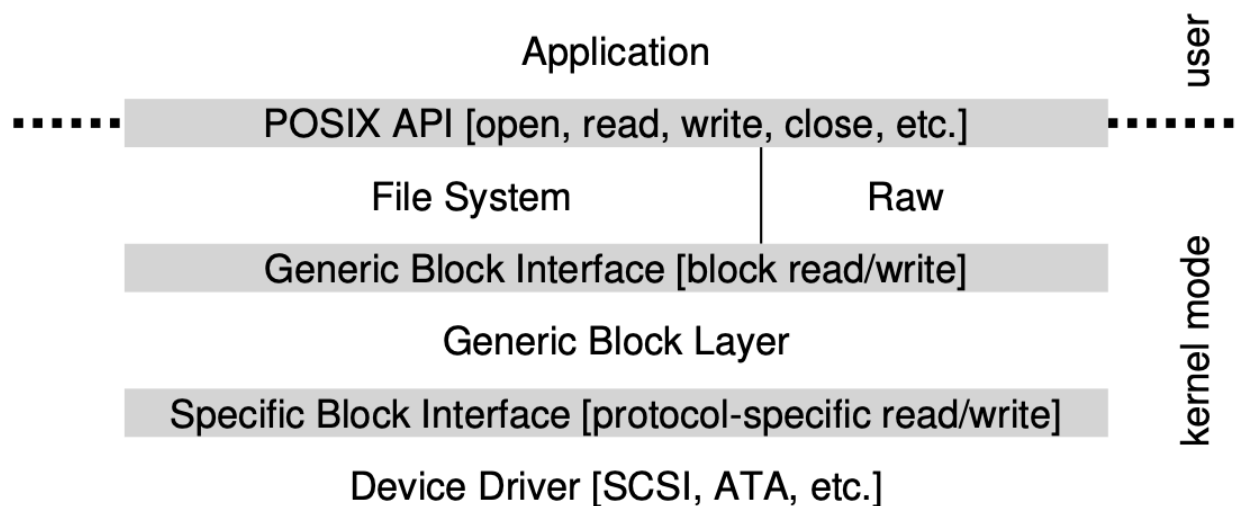 Application
user
POSIX API [open, read, write, close, etc.]
File System
Raw
Generic Block Interface [block read/write]
kernel mode
Generic Block Layer
Specific Block Interface [protocol-specific read/write]
Device Driver [SCSI, ATA, etc.]